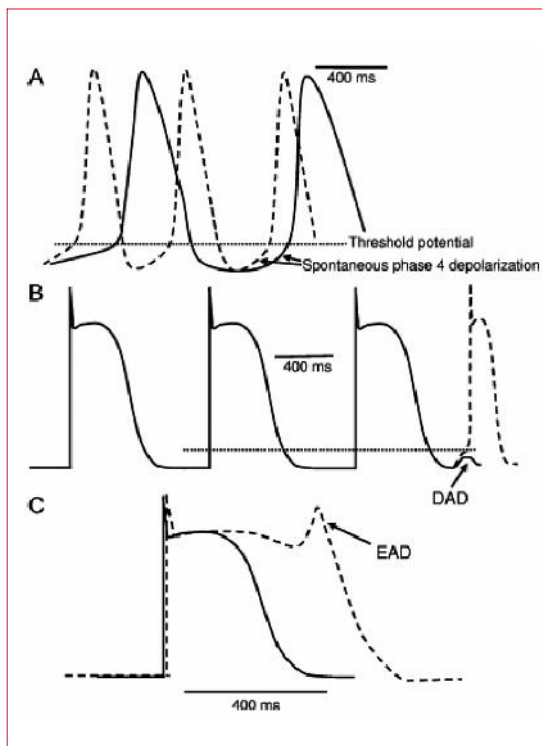 A
400 ms
Threshold potential
Spontaneous phase 4 depolarization
B
400 ms
DAD
C
EAD
400 ms